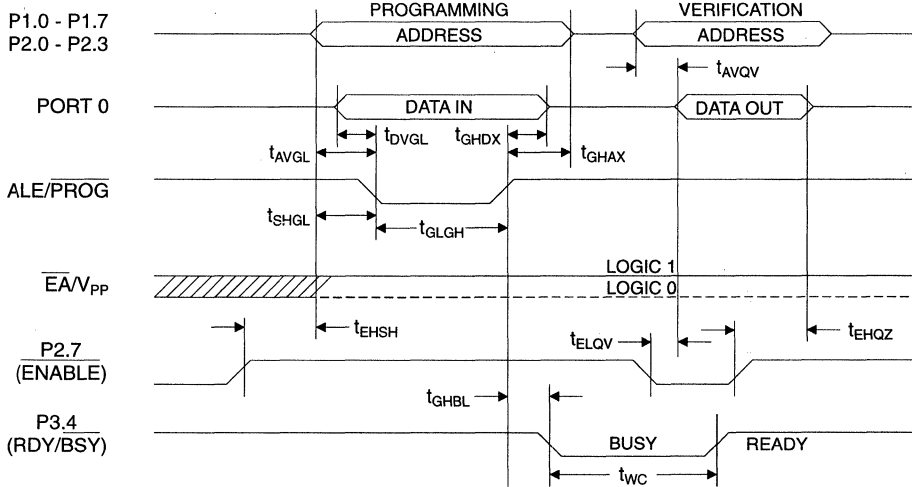 PROGRAMMING VERIFICATION
P1.0 - P1.7
P2.0 - P2.3
ADDRESS ADDRESS
tAVQV
PORT 0 DATA IN DATA OUT
tDVGL tGHDX
tAVGL tGHAX
ALE/PROG
tSHGL tGLGH
LOGIC 1
EA/VPP
LOGIC 0
tEHSH tELQV tEHQZ
P2.7
(ENABLE)
tGHBL
P3.4
(RDY/BSY)
BUSY READY
tWC